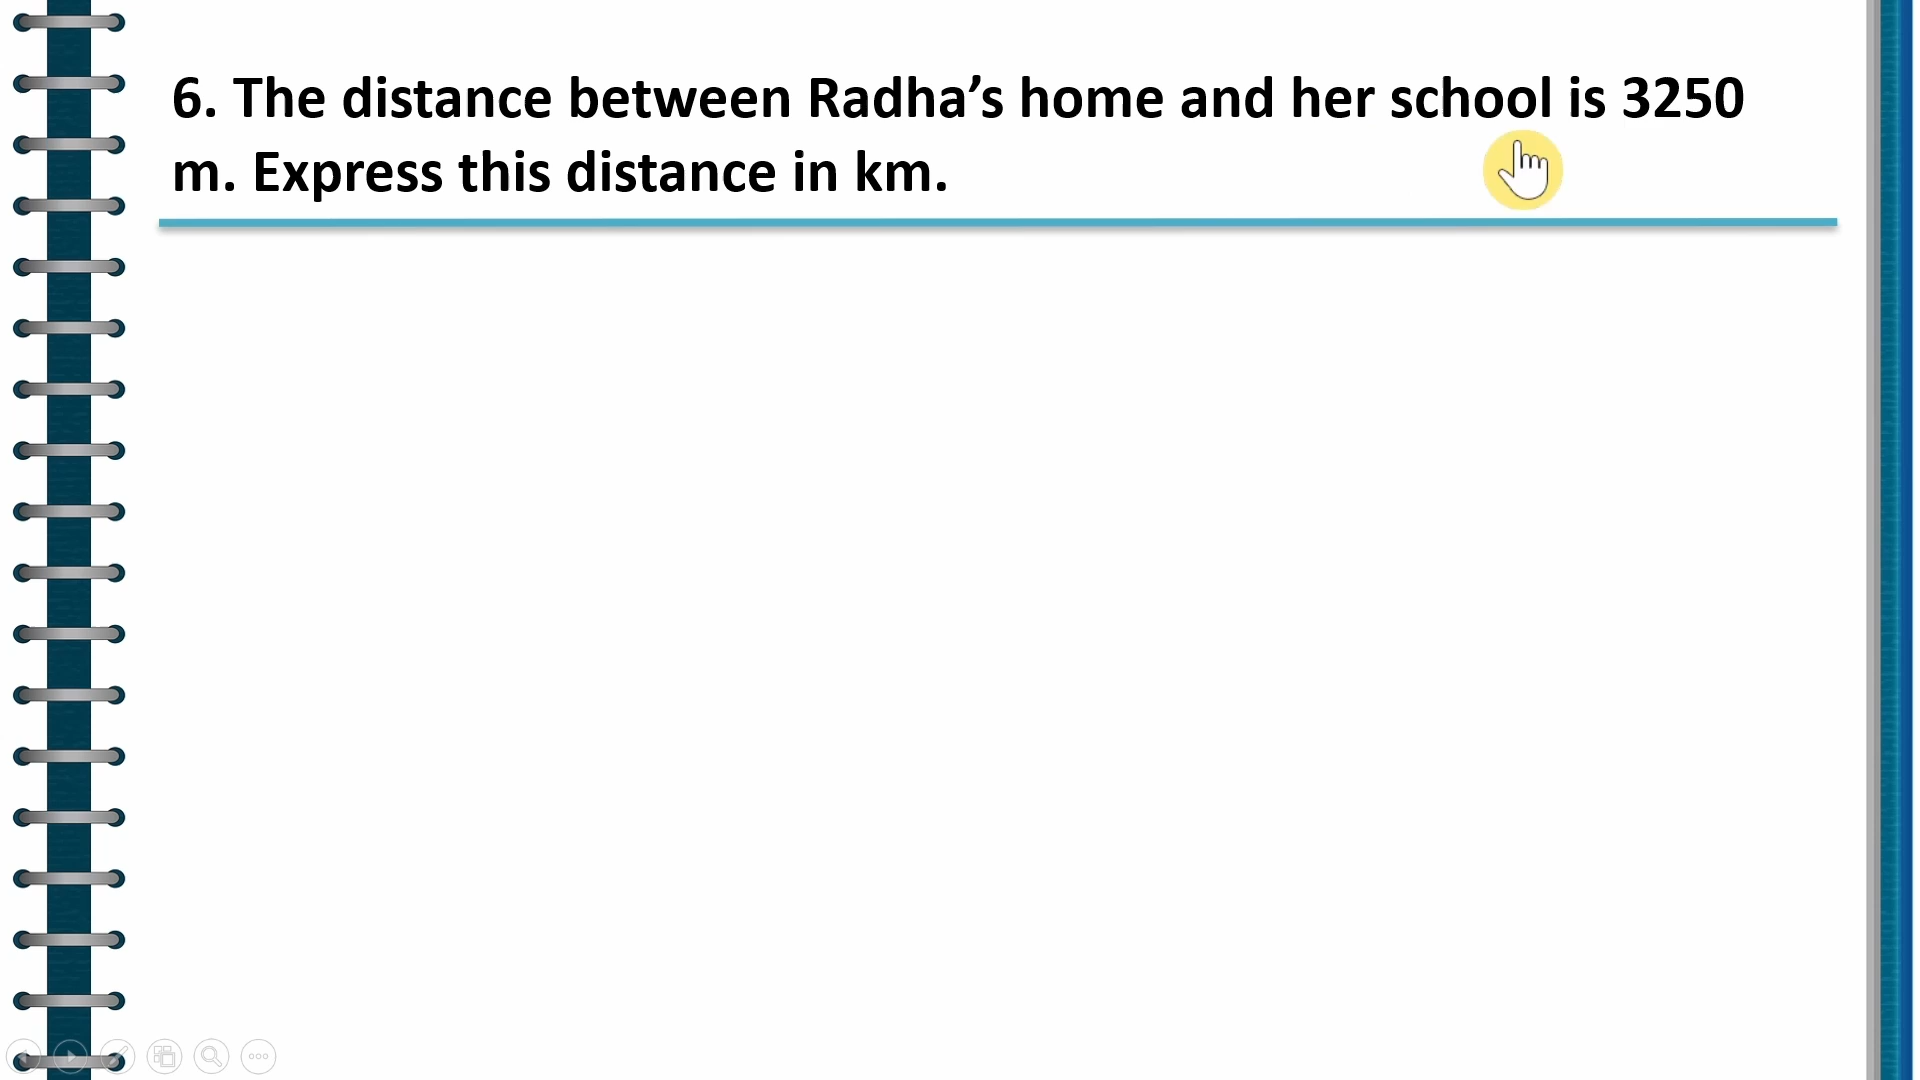 6. The distance between Radha’s home and her school is 3250
m. Express this distance in km.